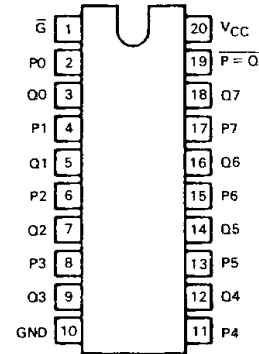 G̅ 1 20 VCC
P0 2 19 P̅ ̅=̅ ̅Q̅
Q0 3 18 Q7
P1 4 17 P7
Q1 5 16 Q6
P2 6 15 P6
Q2 7 14 Q5
P3 8 13 P5
Q3 9 12 Q4
GND 10 11 P4